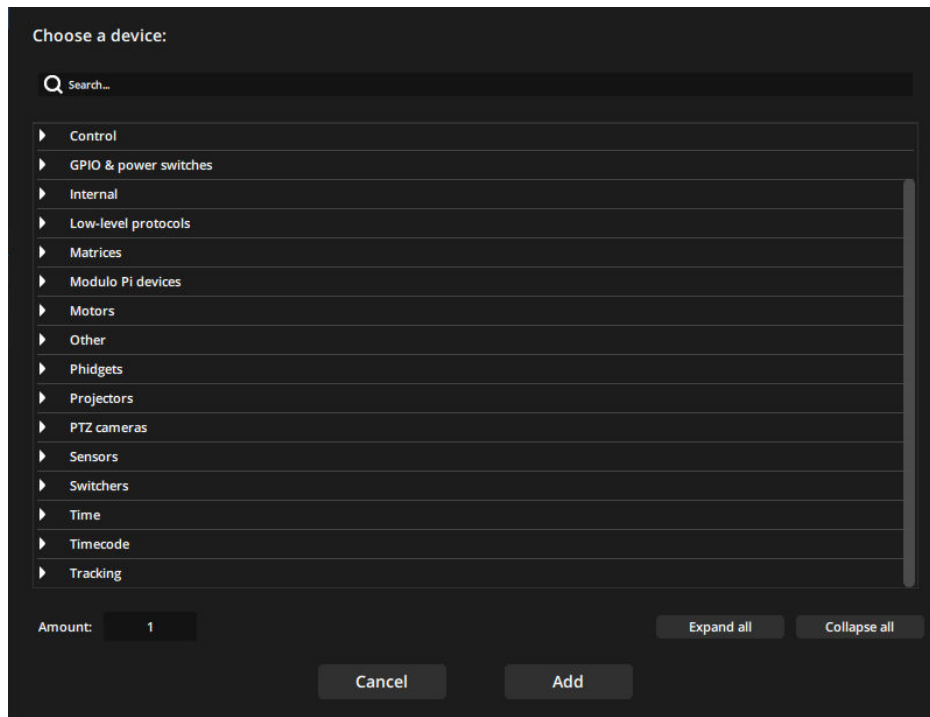 Choose a device:
Search...
Control
GPIO & power switches
Internal
Low-level protocols
Matrices
Modulo Pi devices
Motors
Other
Phidgets
Projectors
PTZ cameras
Sensors
Switchers
Time
Timecode
Tracking
Amount: 1 Expand all Collapse all
Cancel Add